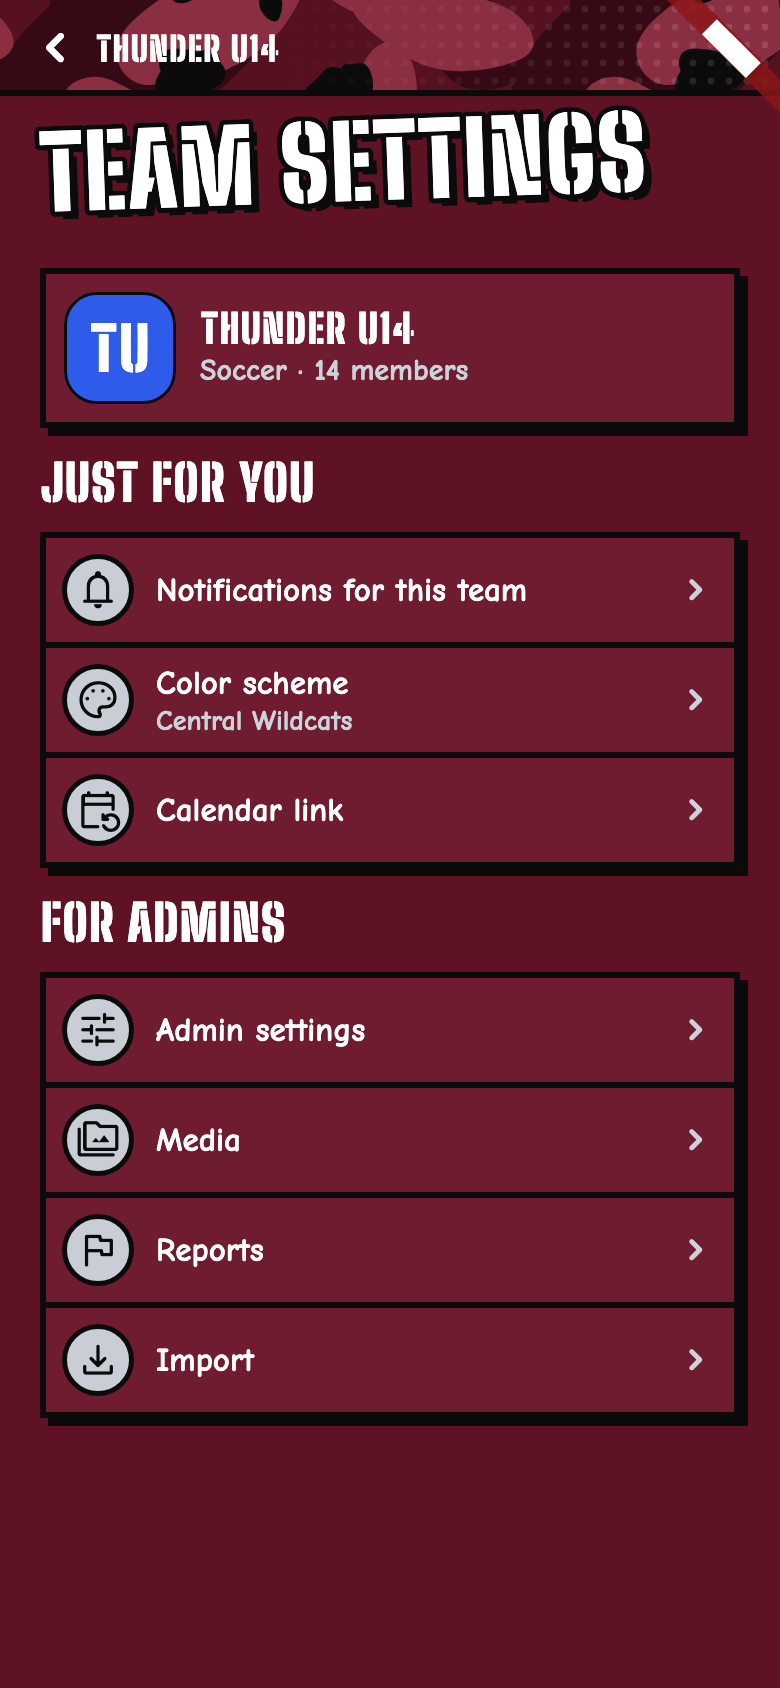 THUNDER U14
TEAM SETTINGS
TU
THUNDER U14
Soccer · 14 members
JUST FOR YOU
Notifications for this team
Color scheme
Central Wildcats
Calendar link
FOR ADMINS
Admin settings
Media
Reports
Import